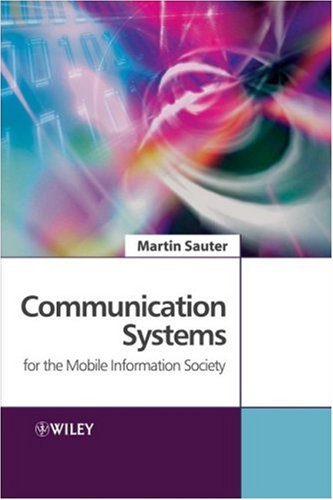 Martin Sauter
Communication
Systems
for the Mobile Information Society
WILEY